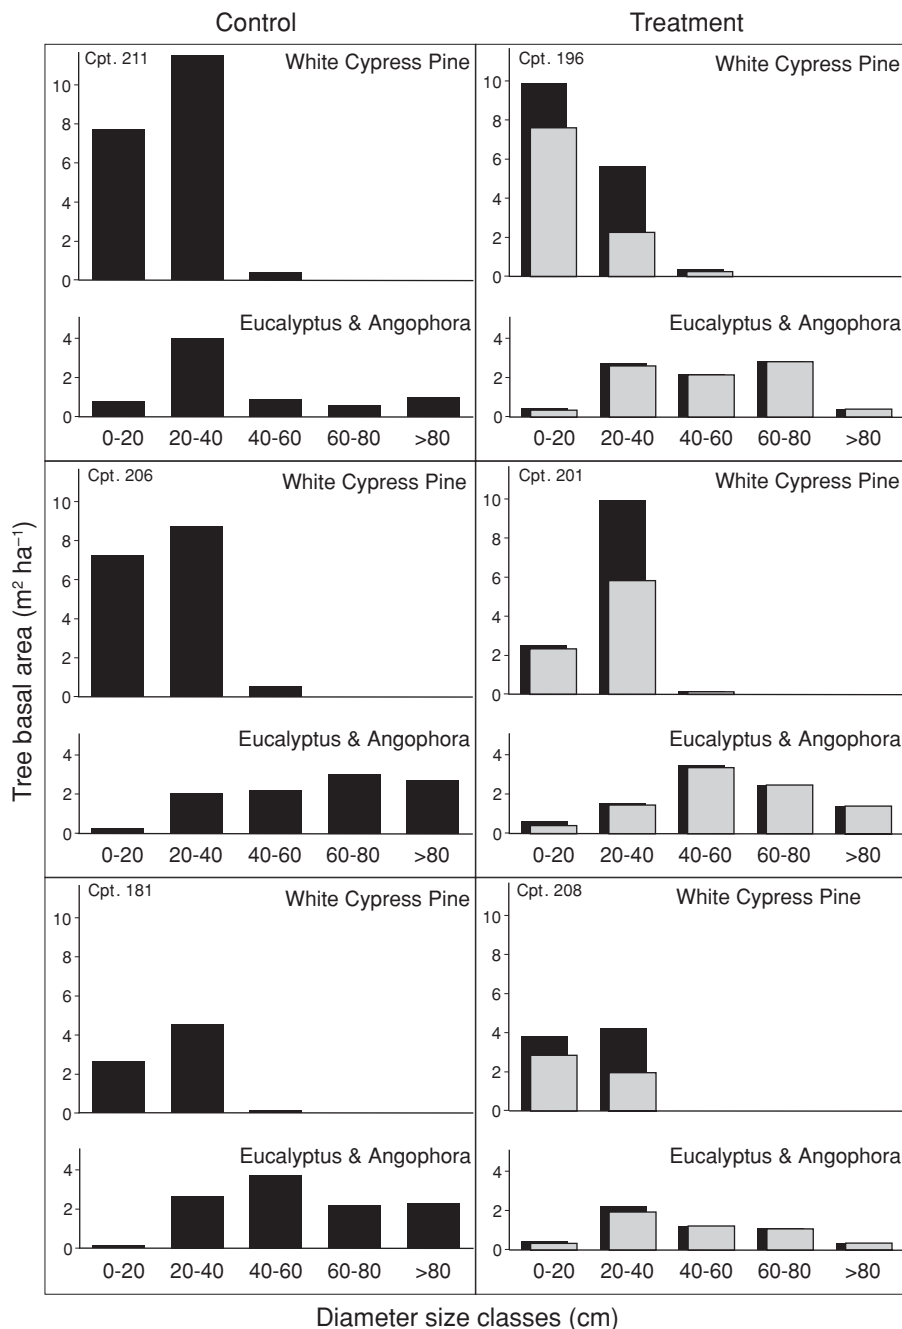 Control Treatment
Cpt. 211 White Cypress Pine
10
8
6
4
2
0
Eucalyptus & Angophora
4
2
0
0-20 20-40 40-60 60-80 >80
Cpt. 196 White Cypress Pine
10
8
6
4
2
0
Eucalyptus & Angophora
4
2
0
0-20 20-40 40-60 60-80 >80
Cpt. 206 White Cypress Pine
10
8
6
4
2
0
Eucalyptus & Angophora
4
2
0
0-20 20-40 40-60 60-80 >80
Cpt. 201 White Cypress Pine
10
8
6
4
2
0
Eucalyptus & Angophora
4
2
0
0-20 20-40 40-60 60-80 >80
Cpt. 181 White Cypress Pine
10
8
6
4
2
0
Eucalyptus & Angophora
4
2
0
0-20 20-40 40-60 60-80 >80
Cpt. 208 White Cypress Pine
10
8
6
4
2
0
Eucalyptus & Angophora
4
2
0
0-20 20-40 40-60 60-80 >80
Tree basal area (m² ha⁻¹)
Diameter size classes (cm)